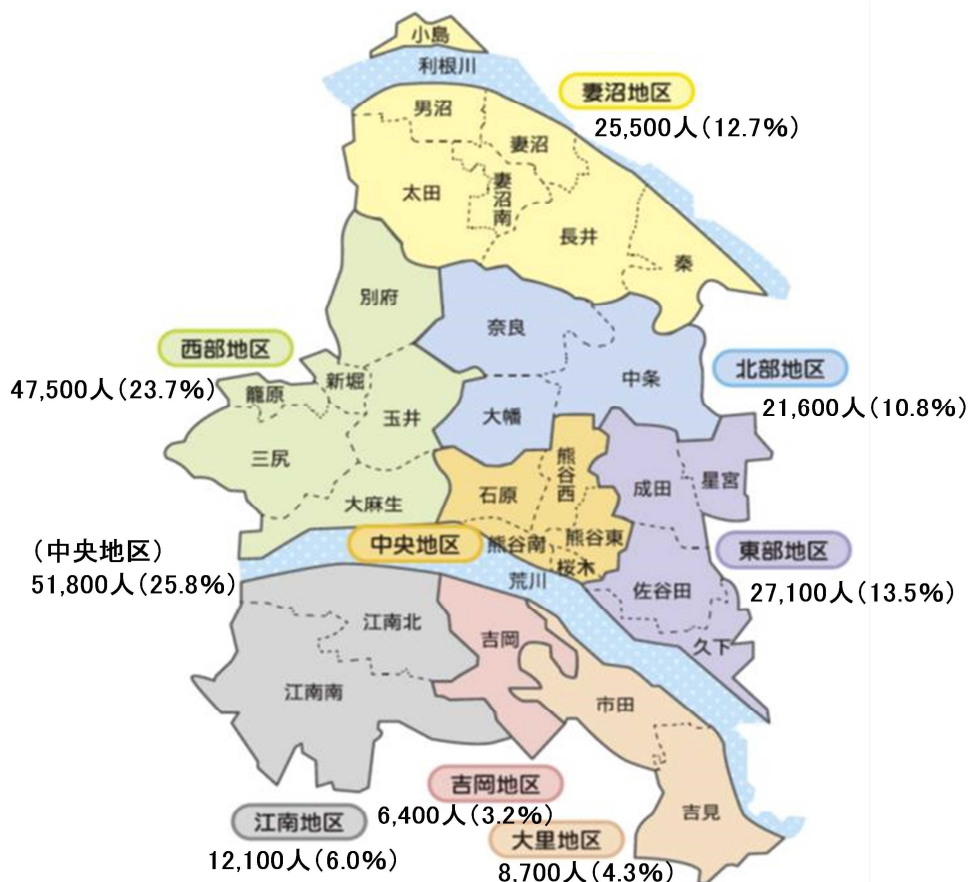 小島
利根川
妻沼地区
25,500人(12.7%)
男沼
妻沼
太田
妻沼南
長井
秦
別府
奈良
西部地区
47,500人(23.7%)
新堀
籠原
玉井
中条
北部地区
21,600人(10.8%)
大幡
三尻
石原
熊谷西
成田
星宮
大麻生
(中央地区)
51,800人(25.8%)
中央地区
熊谷南
熊谷東
桜木
荒川
東部地区
27,100人(13.5%)
佐谷田
久下
江南北
吉岡
江南南
市田
吉見
吉岡地区
6,400人(3.2%)
江南地区
12,100人(6.0%)
大里地区
8,700人(4.3%)